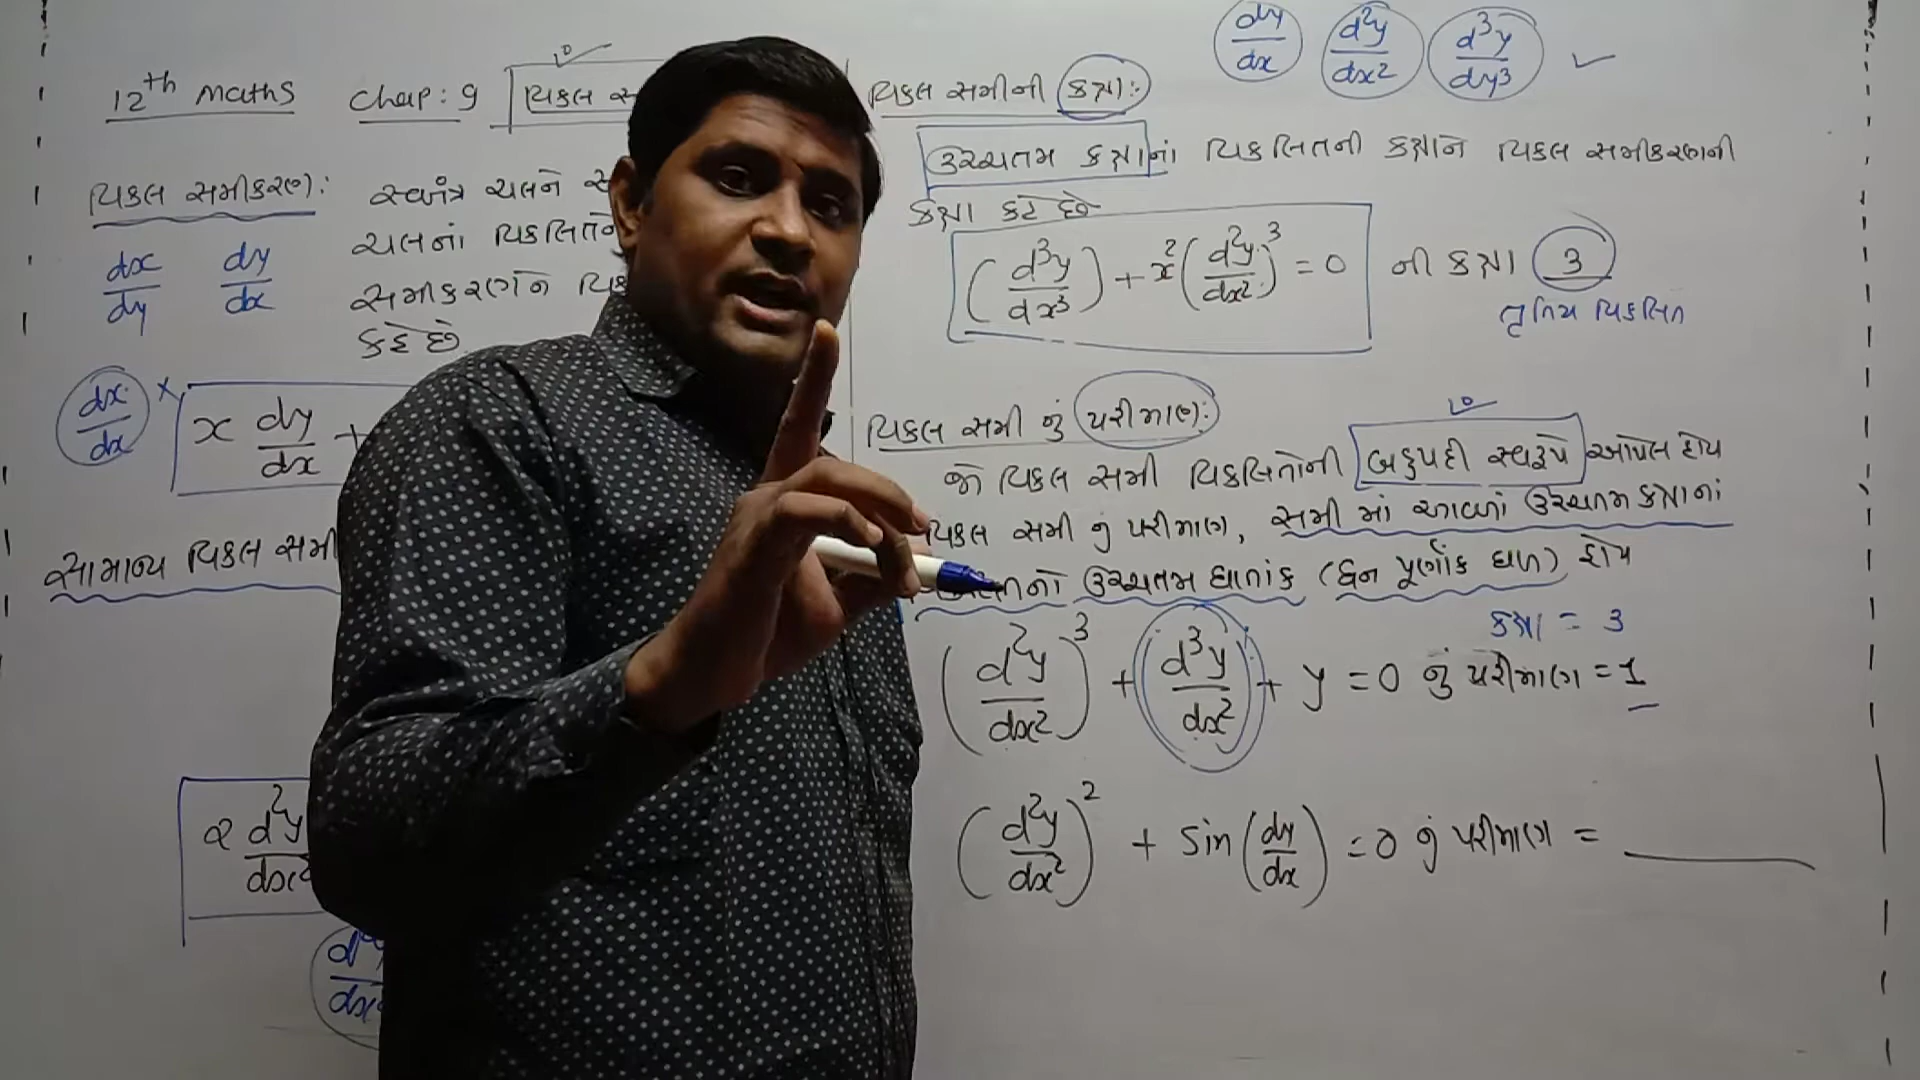 12th Maths Chap: 9 વિકલ સ
વિકલ સમીકરણ:
સ્વતંત્ર ચલને સ
ચલનાં વિકલિતને
સમીકરણને વિક
કહે છે
dx/dy dy/dx
dx/dx × x dy/dx +
સામાન્ય વિકલ સમી
2 d²y/dx²
dy/dx d²y/dx² d³y/dy³
વિકલ સમીની કક્ષા:
ઉચ્ચતમ કક્ષાનાં વિકલિતની કક્ષાને વિકલ સમીકરણની
કક્ષા કહે છે
(d³y/dx³) + x²(d²y/dx²)³ = 0 ની કક્ષા 3
તૃતિય વિકલિત
વિકલ સમી નું પરીમાણ:
જો વિકલ સમી વિકલિતોની બહુપદી સ્વરૂપે આપેલ હોય
વિકલ સમી નું પરીમાણ, સમી માં આવતાં ઉચ્ચતમ કક્ષાનાં
ઉચ્ચતમ ઘાતાંક (ધન પૂર્ણાંક ઘાત) હોય
કક્ષા = 3
(d²y/dx²)³ + d³y/dx² + y = 0 નું પરીમાણ = 1
(d²y/dx²)² + Sin(dy/dx) = 0 નું પરીમાણ =